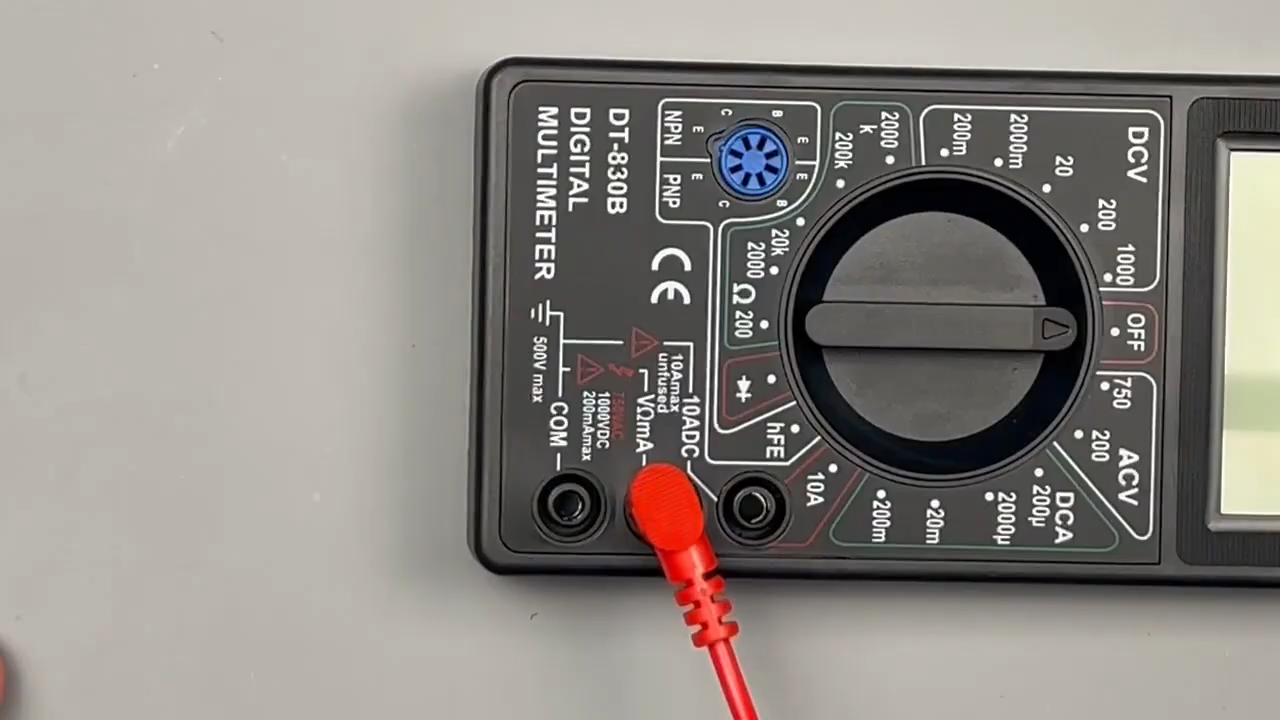 DCV
200m
2000m
20
200
1000
OFF
750
200
ACV
DCA
200µ
2000µ
20m
200m
10A
hFE
200
Ω
2000
20k
200k
2000
k
NPN
PNP
E
B
C
E
E
C
B
E
DT-830B
DIGITAL
MULTIMETER
CE
10ADC
10Amax
unfused
VΩmA
750VAC
1000VDC
200mAmax
COM
500V max